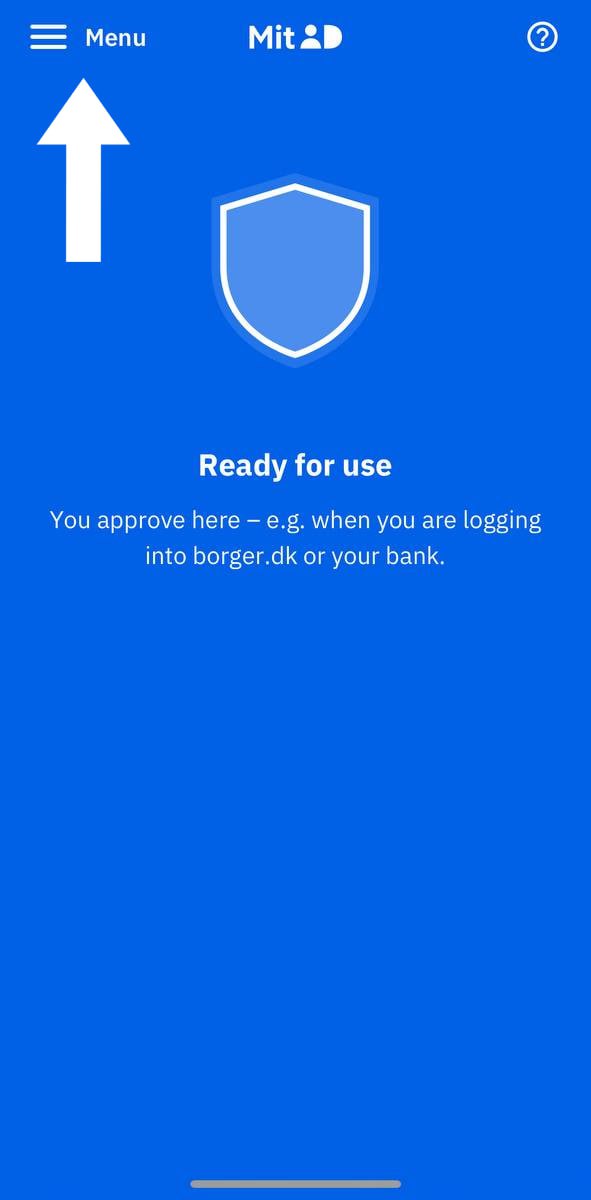 Menu
MitID
Ready for use
You approve here – e.g. when you are logging
into borger.dk or your bank.